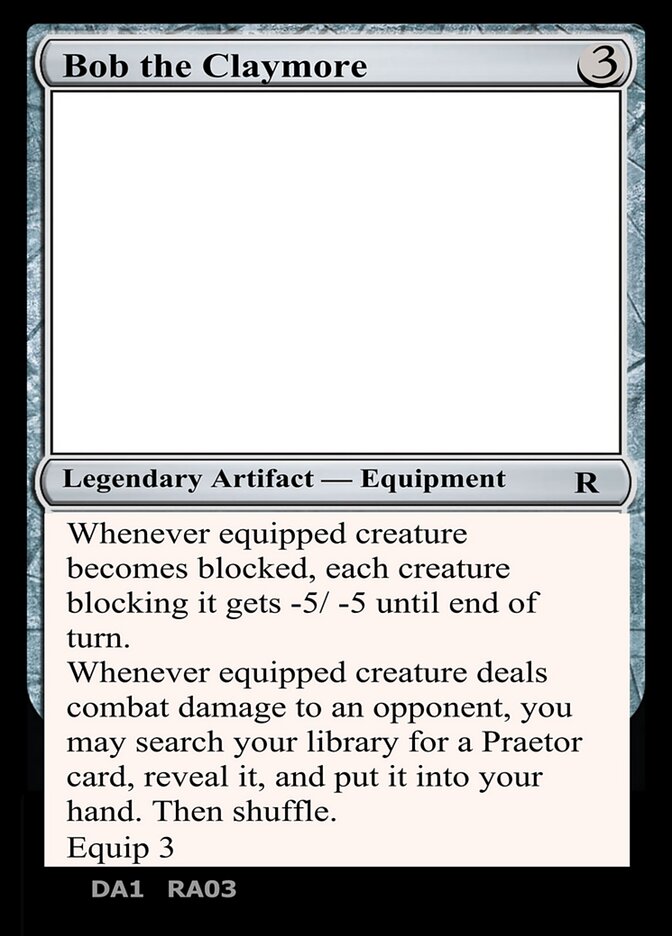 Bob the Claymore
3
Legendary Artifact — Equipment
R
Whenever equipped creature
becomes blocked, each creature
blocking it gets -5/ -5 until end of
turn.
Whenever equipped creature deals
combat damage to an opponent, you
may search your library for a Praetor
card, reveal it, and put it into your
hand. Then shuffle.
Equip 3
DA1 RA03